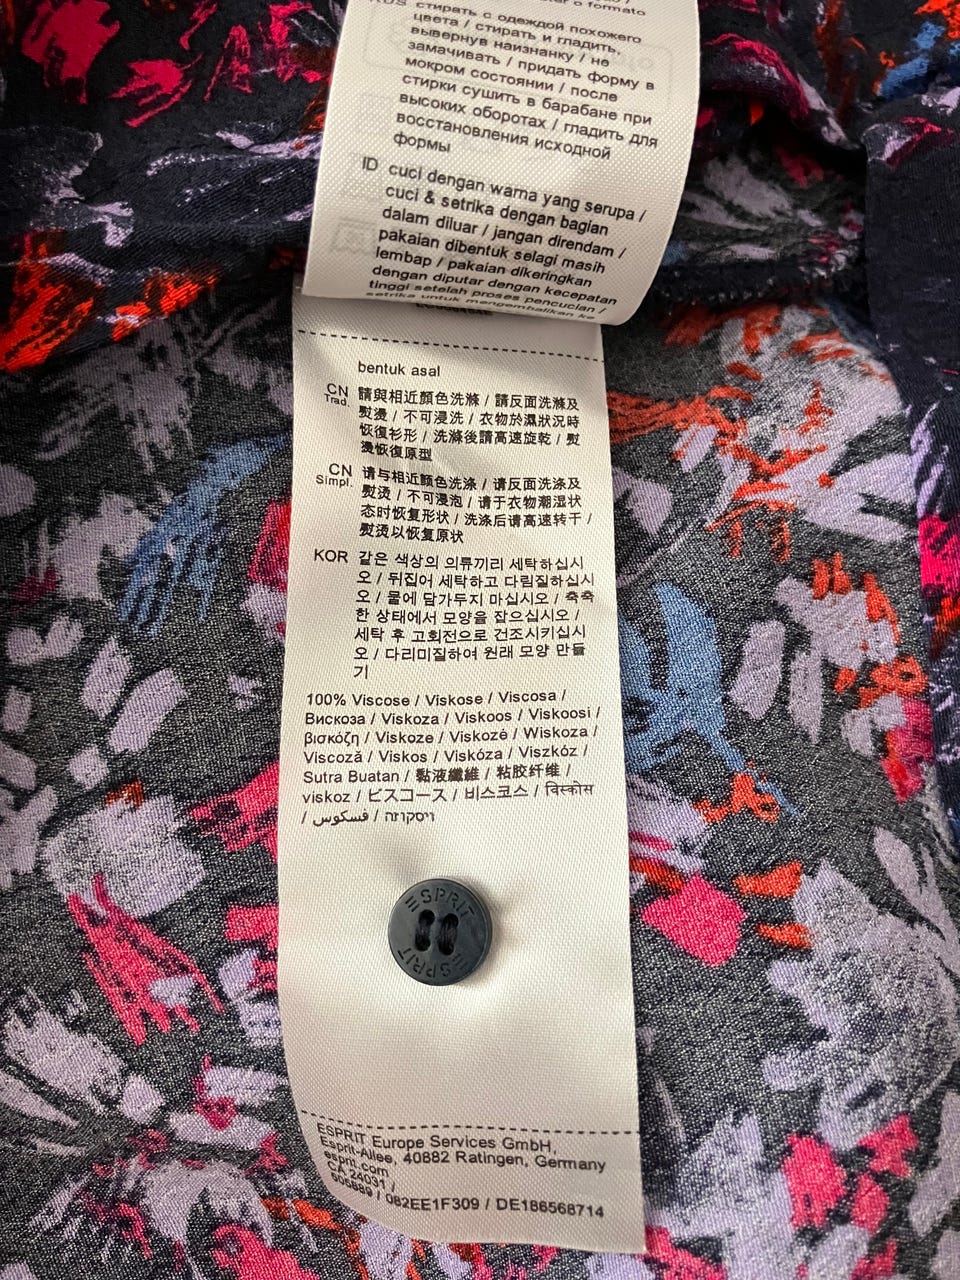 o formato
RUS стирать с одеждой похожего
цвета / стирать и гладить,
вывернув наизнанку / не
замачивать / придать форму в
мокром состоянии / после
стирки сушить в барабане при
высоких оборотах / гладить для
восстановления исходной
формы
ID cuci dengan warna yang serupa /
cuci & setrika dengan bagian
dalam diluar / jangan direndam /
pakaian dibentuk selagi masih
lembap / pakaian dikeringkan
dengan diputar dengan kecepatan
tinggi setelah proses pencucian /
setrika untuk mengembalikan ke
bentuk asal
CN Trad. 請與相近顏色洗滌 / 請反面洗滌及
熨燙 / 不可浸洗 / 衣物於濕狀況時
恢復衫形 / 洗滌後請高速旋乾 / 熨
燙恢復原型
CN Simpl. 请与相近颜色洗涤 / 请反面洗涤及
熨烫 / 不可浸泡 / 请于衣物潮湿状
态时恢复形状 / 洗涤后请高速转干 /
熨烫以恢复原状
KOR 같은 색상의 의류끼리 세탁하십시
오 / 뒤집어 세탁하고 다림질하십시
오 / 물에 담가두지 마십시오 / 축축
한 상태에서 모양을 잡으십시오 /
세탁 후 고회전으로 건조시키십시
오 / 다리미질하여 원래 모양 만들
기
100% Viscose / Viskose / Viscosa /
Вискоза / Viskoza / Viskoos / Viskoosi /
βισκόζη / Viskoze / Viskozė / Wiskoza /
Viscoză / Viskos / Viskóza / Viszkóz /
Sutra Buatan / 黏液纖維 / 粘胶纤维 /
viskoz / ビスコース / 비스코스 / विस्कोस
/ فسكوس / ויסקוזה
ESPRIT
ESPRIT
ESPRIT Europe Services GmbH,
Esprit-Allee, 40882 Ratingen, Germany
esprit.com
CA 24031 /
/ 082EE1F309 / DE186568714